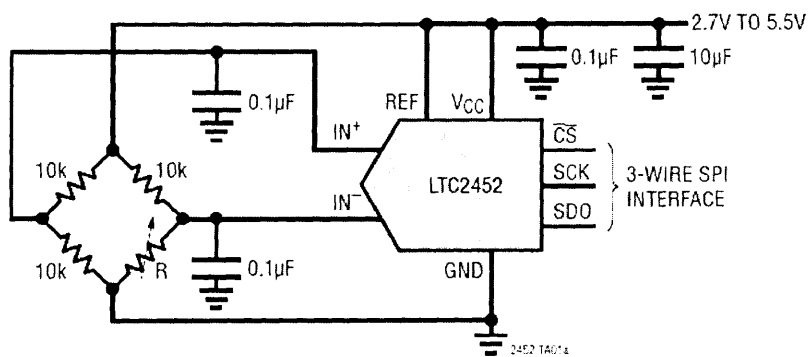 2.7V TO 5.5V
0.1µF
10µF
0.1µF
REF
VCC
IN+
CS
10k
10k
SCK
3-WIRE SPI
INTERFACE
LTC2452
IN−
SDO
10k
R
0.1µF
GND
2452 TA01a